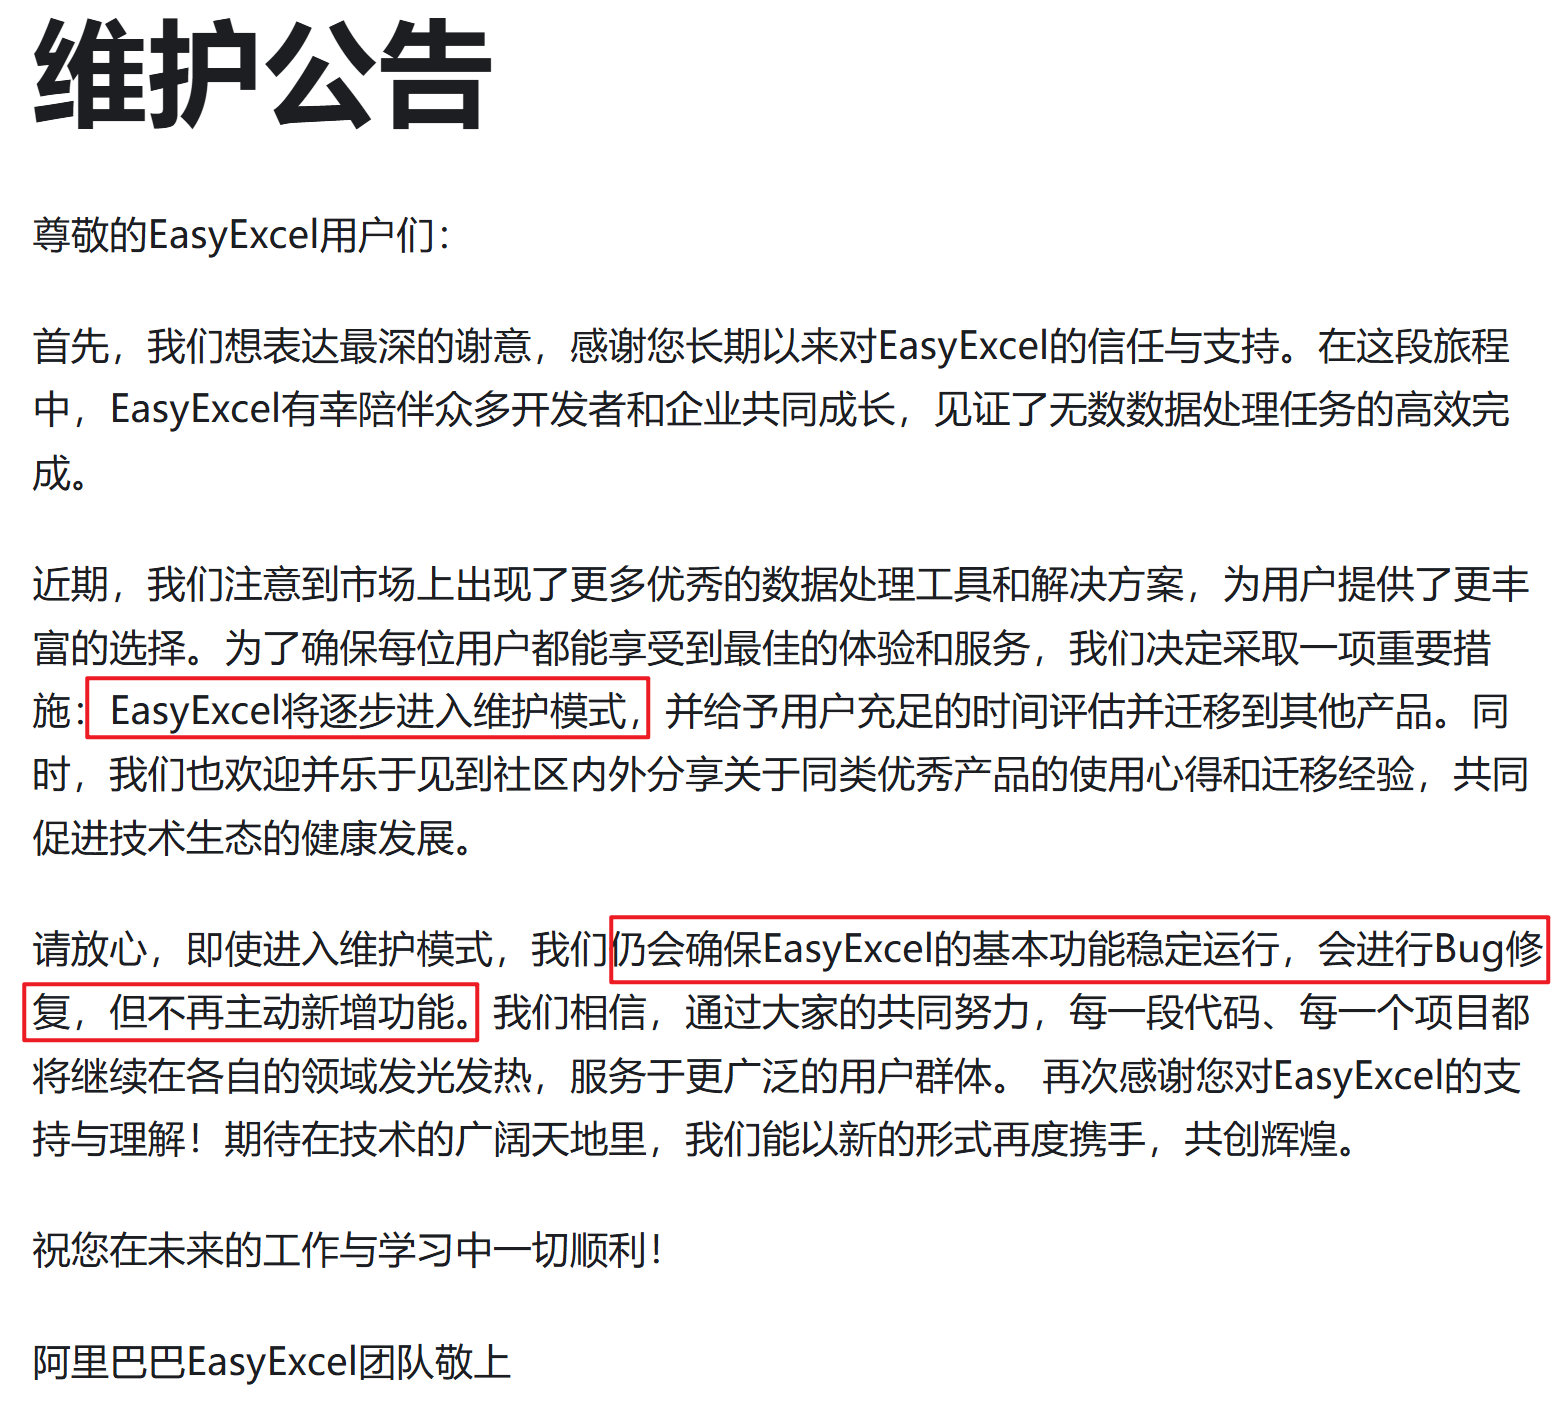 维护公告
尊敬的EasyExcel用户们：
首先，我们想表达最深的谢意，感谢您长期以来对EasyExcel的信任与支持。在这段旅程
中，EasyExcel有幸陪伴众多开发者和企业共同成长，见证了无数数据处理任务的高效完
成。
近期，我们注意到市场上出现了更多优秀的数据处理工具和解决方案，为用户提供了更丰
富的选择。为了确保每位用户都能享受到最佳的体验和服务，我们决定采取一项重要措
施：EasyExcel将逐步进入维护模式，并给予用户充足的时间评估并迁移到其他产品。同
时，我们也欢迎并乐于见到社区内外分享关于同类优秀产品的使用心得和迁移经验，共同
促进技术生态的健康发展。
请放心，即使进入维护模式，我们仍会确保EasyExcel的基本功能稳定运行，会进行Bug修
复，但不再主动新增功能。我们相信，通过大家的共同努力，每一段代码、每一个项目都
将继续在各自的领域发光发热，服务于更广泛的用户群体。 再次感谢您对EasyExcel的支
持与理解！期待在技术的广阔天地里，我们能以新的形式再度携手，共创辉煌。
祝您在未来的工作与学习中一切顺利！
阿里巴巴EasyExcel团队敬上